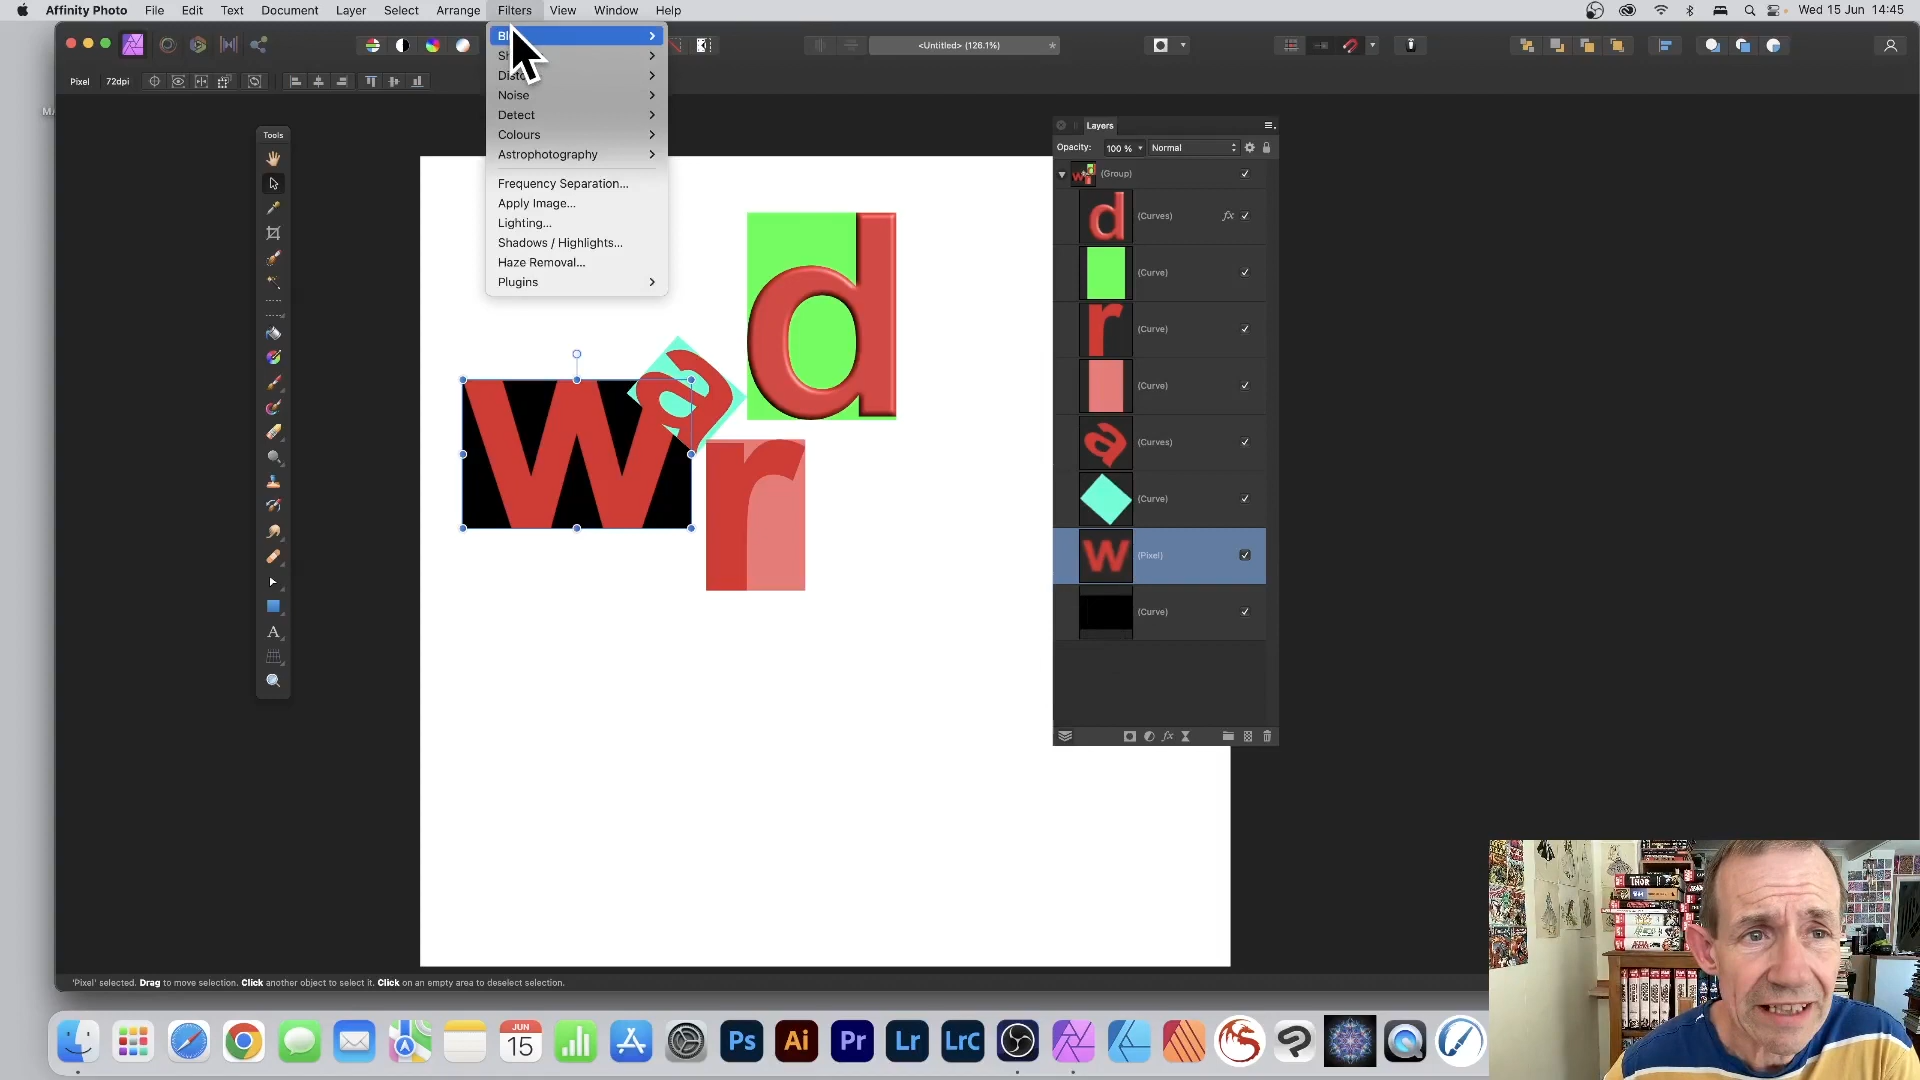 Affinity Photo File Edit Text Document Layer Select Arrange Filters View Window Help
Wed 15 Jun 14:45
<Untitled> (126.1%)
Pixel 72dpi
Noise
Detect
Colours
Astrophotography
Frequency Separation...
Apply Image...
Lighting...
Shadows / Highlights...
Haze Removal...
Plugins
Tools
Layers
Opacity: 100 % Normal
(Group)
(Curves) fx
(Curve)
(Curve)
(Curve)
(Curves)
(Curve)
(Pixel)
(Curve)
fx
d
w
a
r
d
r
a
w
A
'Pixel' selected. Drag to move selection. Click another object to select it. Click on an empty area to deselect selection.
JUN
15
Ps
Ai
Pr
Lr
LrC
THOR